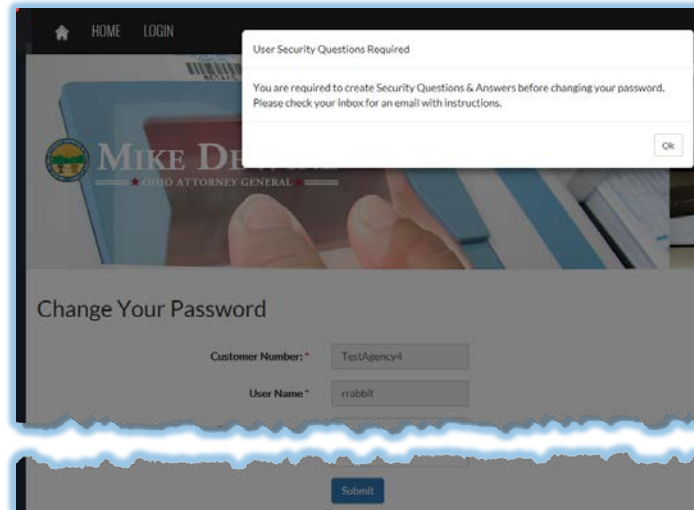 HOME LOGIN
User Security Questions Required
You are required to create Security Questions & Answers before changing your password.
Please check your inbox for an email with instructions.
Ok
MIKE DE
OHIO ATTORNEY GENERAL
Change Your Password
Customer Number: * TestAgency4
User Name * rrabbit
Submit